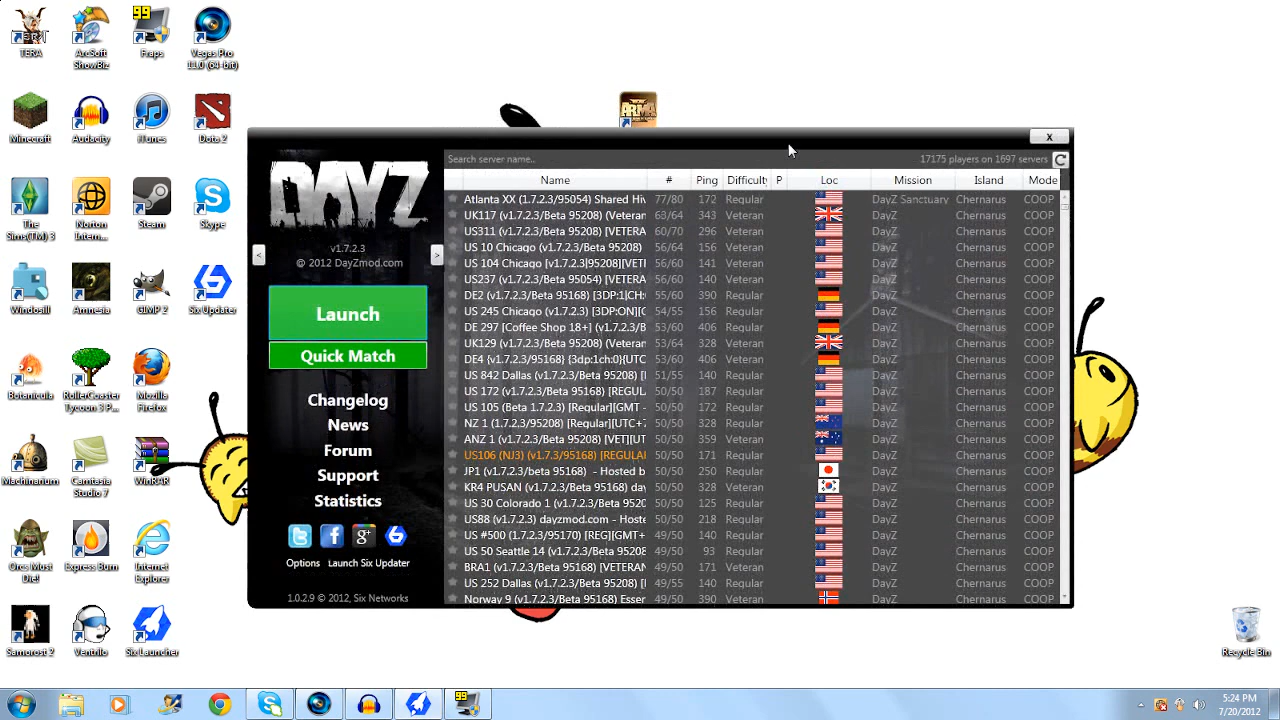 TERA
ArcSoft ShowBiz
Fraps
Vegas Pro 11.0 (64-bit)
Minecraft
Audacity
iTunes
Dota 2
The Sims(TM) 3
Norton Intern...
Steam
Skype
Windosill
Amnesia
GIMP 2
Six Updater
Botanicula
RollerCoaster Tycoon 3 P...
Mozilla Firefox
Machinarium
Camtasia Studio 7
WinRAR
Orcs Must Die!
Express Burn
Internet Explorer
Samorost 2
Ventrilo
Six Launcher
99
ARMA
X
DAYZ
v1.7.2.3
© 2012 DayZmod.com
<
>
Launch
Quick Match
Changelog
News
Forum
Support
Statistics
Options Launch Six Updater
1.0.2.9 © 2012, Six Networks
Search server name.. 17175 players on 1697 servers
Name # Ping Difficulty P Loc Mission Island Mode
Atlanta XX (1.7.2.3/95054) Shared Hiv 77/80 172 Regular DayZ Sanctuary Chernarus COOP
UK117 (v1.7.2.3/Beta 95208) (Veteran 68/64 343 Veteran DayZ Chernarus COOP
US311 (v1.7.2.3/Beta 95208) [VETERA 60/70 296 Veteran DayZ Chernarus COOP
US 10 Chicago (v1.7.2.3/Beta 95208) 56/64 156 Veteran DayZ Chernarus COOP
US 104 Chicago [v1.7.2.3|95208][VETI 56/64 141 Veteran DayZ Chernarus COOP
US237 (v1.7.2.3/Beta 95054) [VETERA 56/60 140 Veteran DayZ Chernarus COOP
DE2 (v1.7.2.3/Beta 95168) [3DP:1|CH: 55/60 390 Regular DayZ Chernarus COOP
US 245 Chicago (v1.7.2.3) [3DP:ON][C 54/55 156 Regular DayZ Chernarus COOP
DE 297 [Coffee Shop 18+] (v1.7.2.3/B 53/60 406 Regular DayZ Chernarus COOP
UK129 (v1.7.2.3/Beta 95208) (Veteran 53/64 328 Veteran DayZ Chernarus COOP
DE4 (v1.7.2.3/95168) [3dp:1ch:0]{UTC 53/60 406 Regular DayZ Chernarus COOP
US 842 Dallas (v1.7.2.3/Beta 95208) [ 51/55 140 Regular DayZ Chernarus COOP
US 172 (v1.7.2.3/Beta 95168) [REGUL 50/50 187 Regular DayZ Chernarus COOP
US 105 (Beta 1.7.2.3) [Regular][GMT - 50/50 172 Regular DayZ Chernarus COOP
NZ 1 (v1.7.2.3/95208) [Regular][UTC+7 50/50 328 Regular DayZ Chernarus COOP
ANZ 1 (v1.7.2.3/95208) [VET][UTC 50/50 359 Veteran DayZ Chernarus COOP
US106 (NJ3) (v1.7.2.3/95168) [REGULAI 50/50 171 Regular DayZ Chernarus COOP
JP1 (v1.7.2.3/beta 95168) - Hosted b 50/50 250 Regular DayZ Chernarus COOP
KR4 PUSAN (v1.7.2.3/beta 95168) day 50/50 328 Veteran DayZ Chernarus COOP
US 30 Colorado 1 (v1.7.2.3/Beta 9520 50/50 125 Regular DayZ Chernarus COOP
US88 (v1.7.2.3) dayzmod.com - Hoste 50/50 218 Regular DayZ Chernarus COOP
US #500 (v1.7.2.3/95170) [REG][GMT+ 49/50 140 Regular DayZ Chernarus COOP
US 50 Seattle 14 (v1.7.2.3/Beta 95208 49/50 93 Regular DayZ Chernarus COOP
BRA1 (v1.7.2.3/Beta 95168) [VETERAN 49/50 171 Veteran DayZ Chernarus COOP
US 252 Dallas (v1.7.2.3/Beta 95208) [ 49/55 140 Regular DayZ Chernarus COOP
Norway 9 (v1.7.2.3/Beta 95168) Essen 49/50 390 Veteran DayZ Chernarus COOP
Recycle Bin
99
5:24 PM
7/20/2012